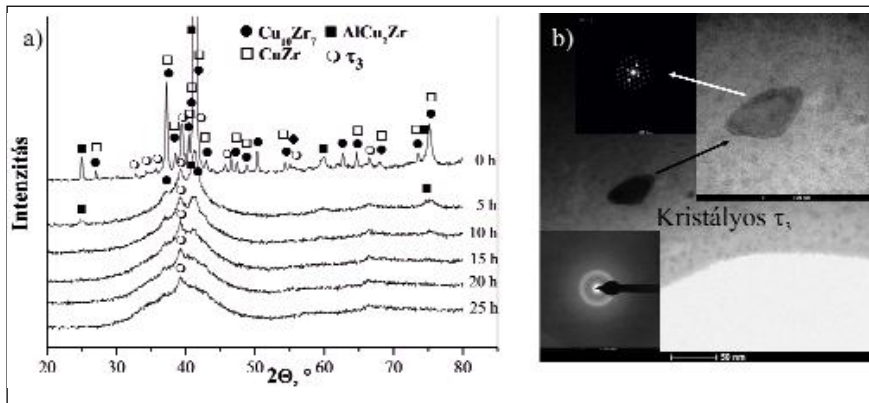 a)
● Cu₁₀Zr₇ ■ AlCu₂Zr
□ CuZr ○ τ₃
Intenzitás
0 h
5 h
10 h
15 h
20 h
25 h
20 30 40 50 60 70 80
2Θ, °
b)
Kristályos τ₃
50 nm